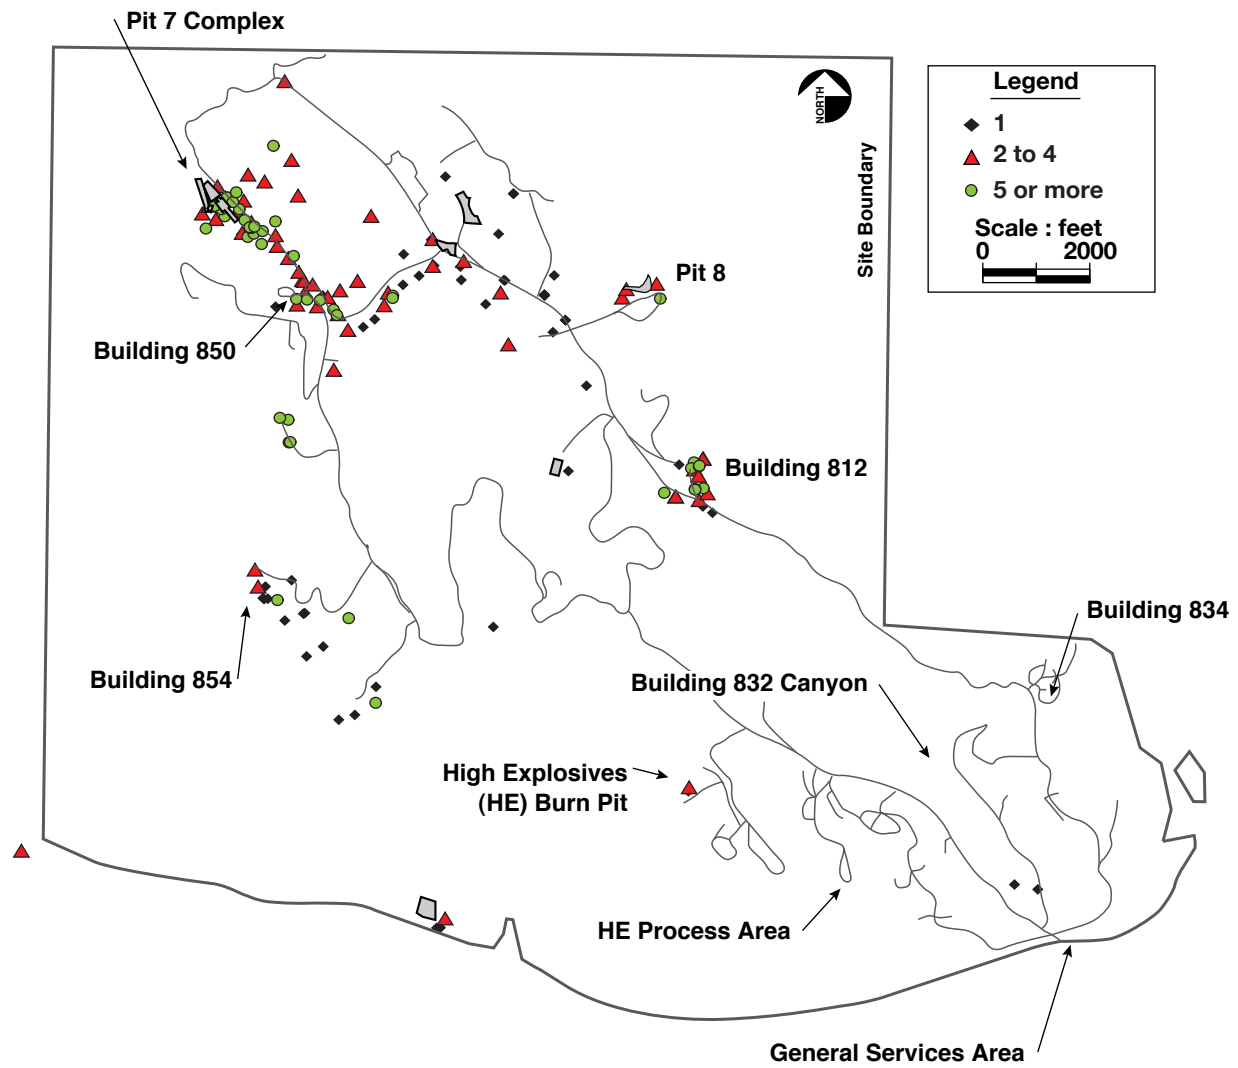 Pit 7 Complex
NORTH
Site Boundary
Legend
1
2 to 4
5 or more
Scale : feet
0
2000
Pit 8
Building 850
Building 812
Building 834
Building 854
Building 832 Canyon
High Explosives
(HE) Burn Pit
HE Process Area
General Services Area